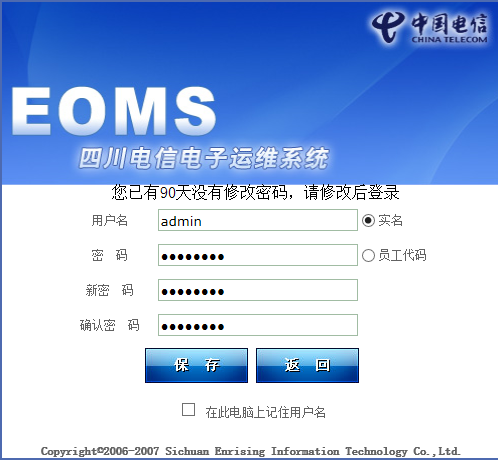 中国电信
CHINA TELECOM
EOMS
四川电信电子运维系统
您已有90天没有修改密码，请修改后登录
用户名 admin 实名
密 码 ●●●●●●●● 员工代码
新密 码 ●●●●●●●●
确认密 码 ●●●●●●●●
保 存 返 回
在此电脑上记住用户名
Copyright©2006-2007 Sichuan Enrising Information Technology Co.,Ltd.